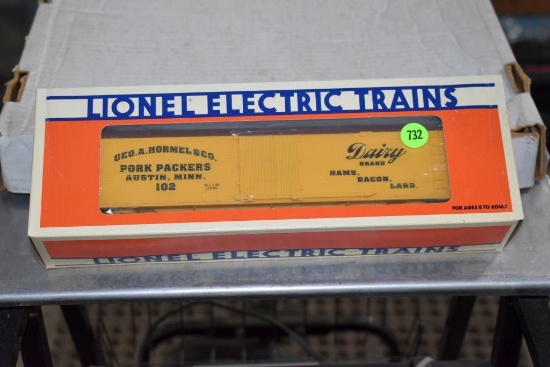 LIONEL ELECTRIC TRAINS
GEO. A. HORMEL & CO.
PORK PACKERS
AUSTIN, MINN.
102
Dairy
BRAND
HAMS,
BACON,
LARD.
732
FOR AGES 8 TO ADULT
LIONEL ELECTRIC TRAINS